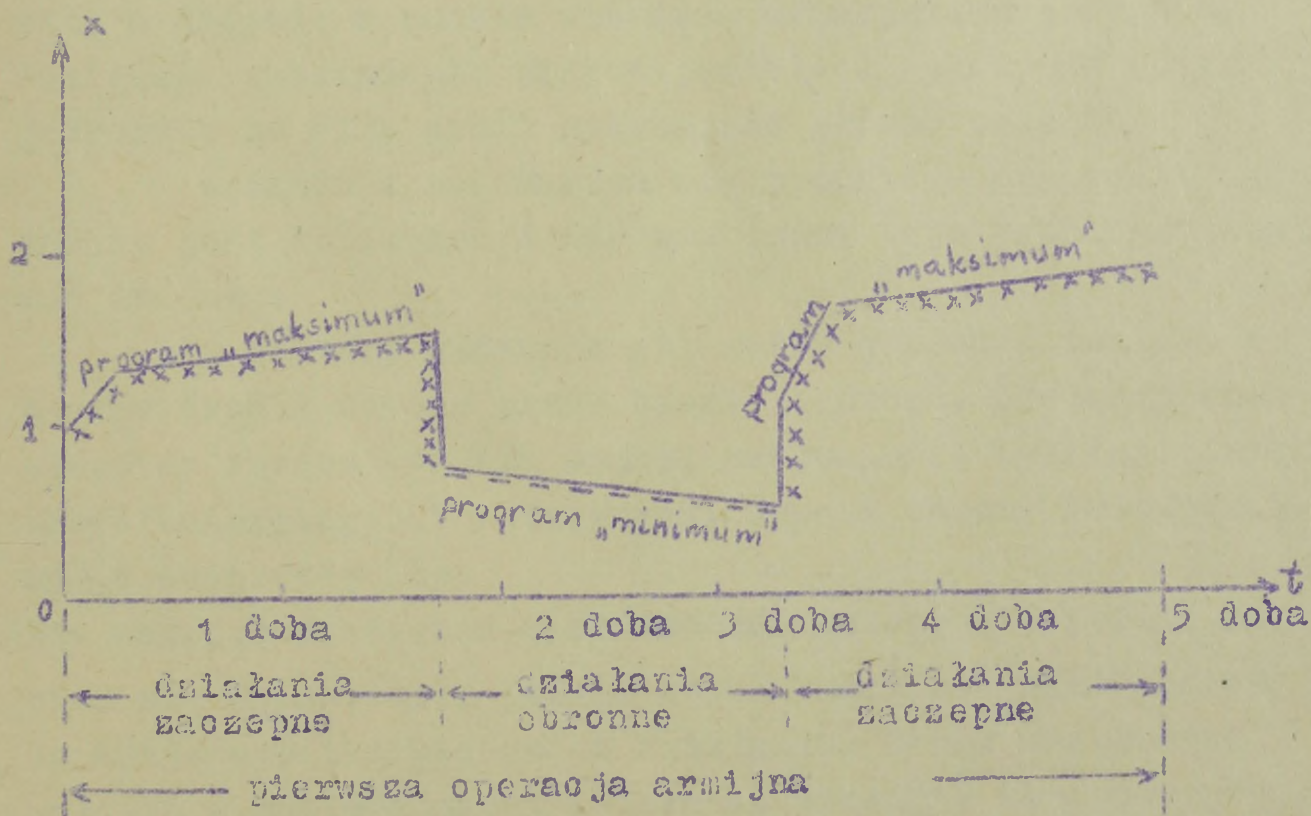 x
2
program „maksimum"
program „maksimum"
1
program „minimum"
0
t
1 doba 2 doba 3 doba 4 doba 5 doba
działania zaczepne
działania obronne
działania zaczepne
pierwsza operacja armijna